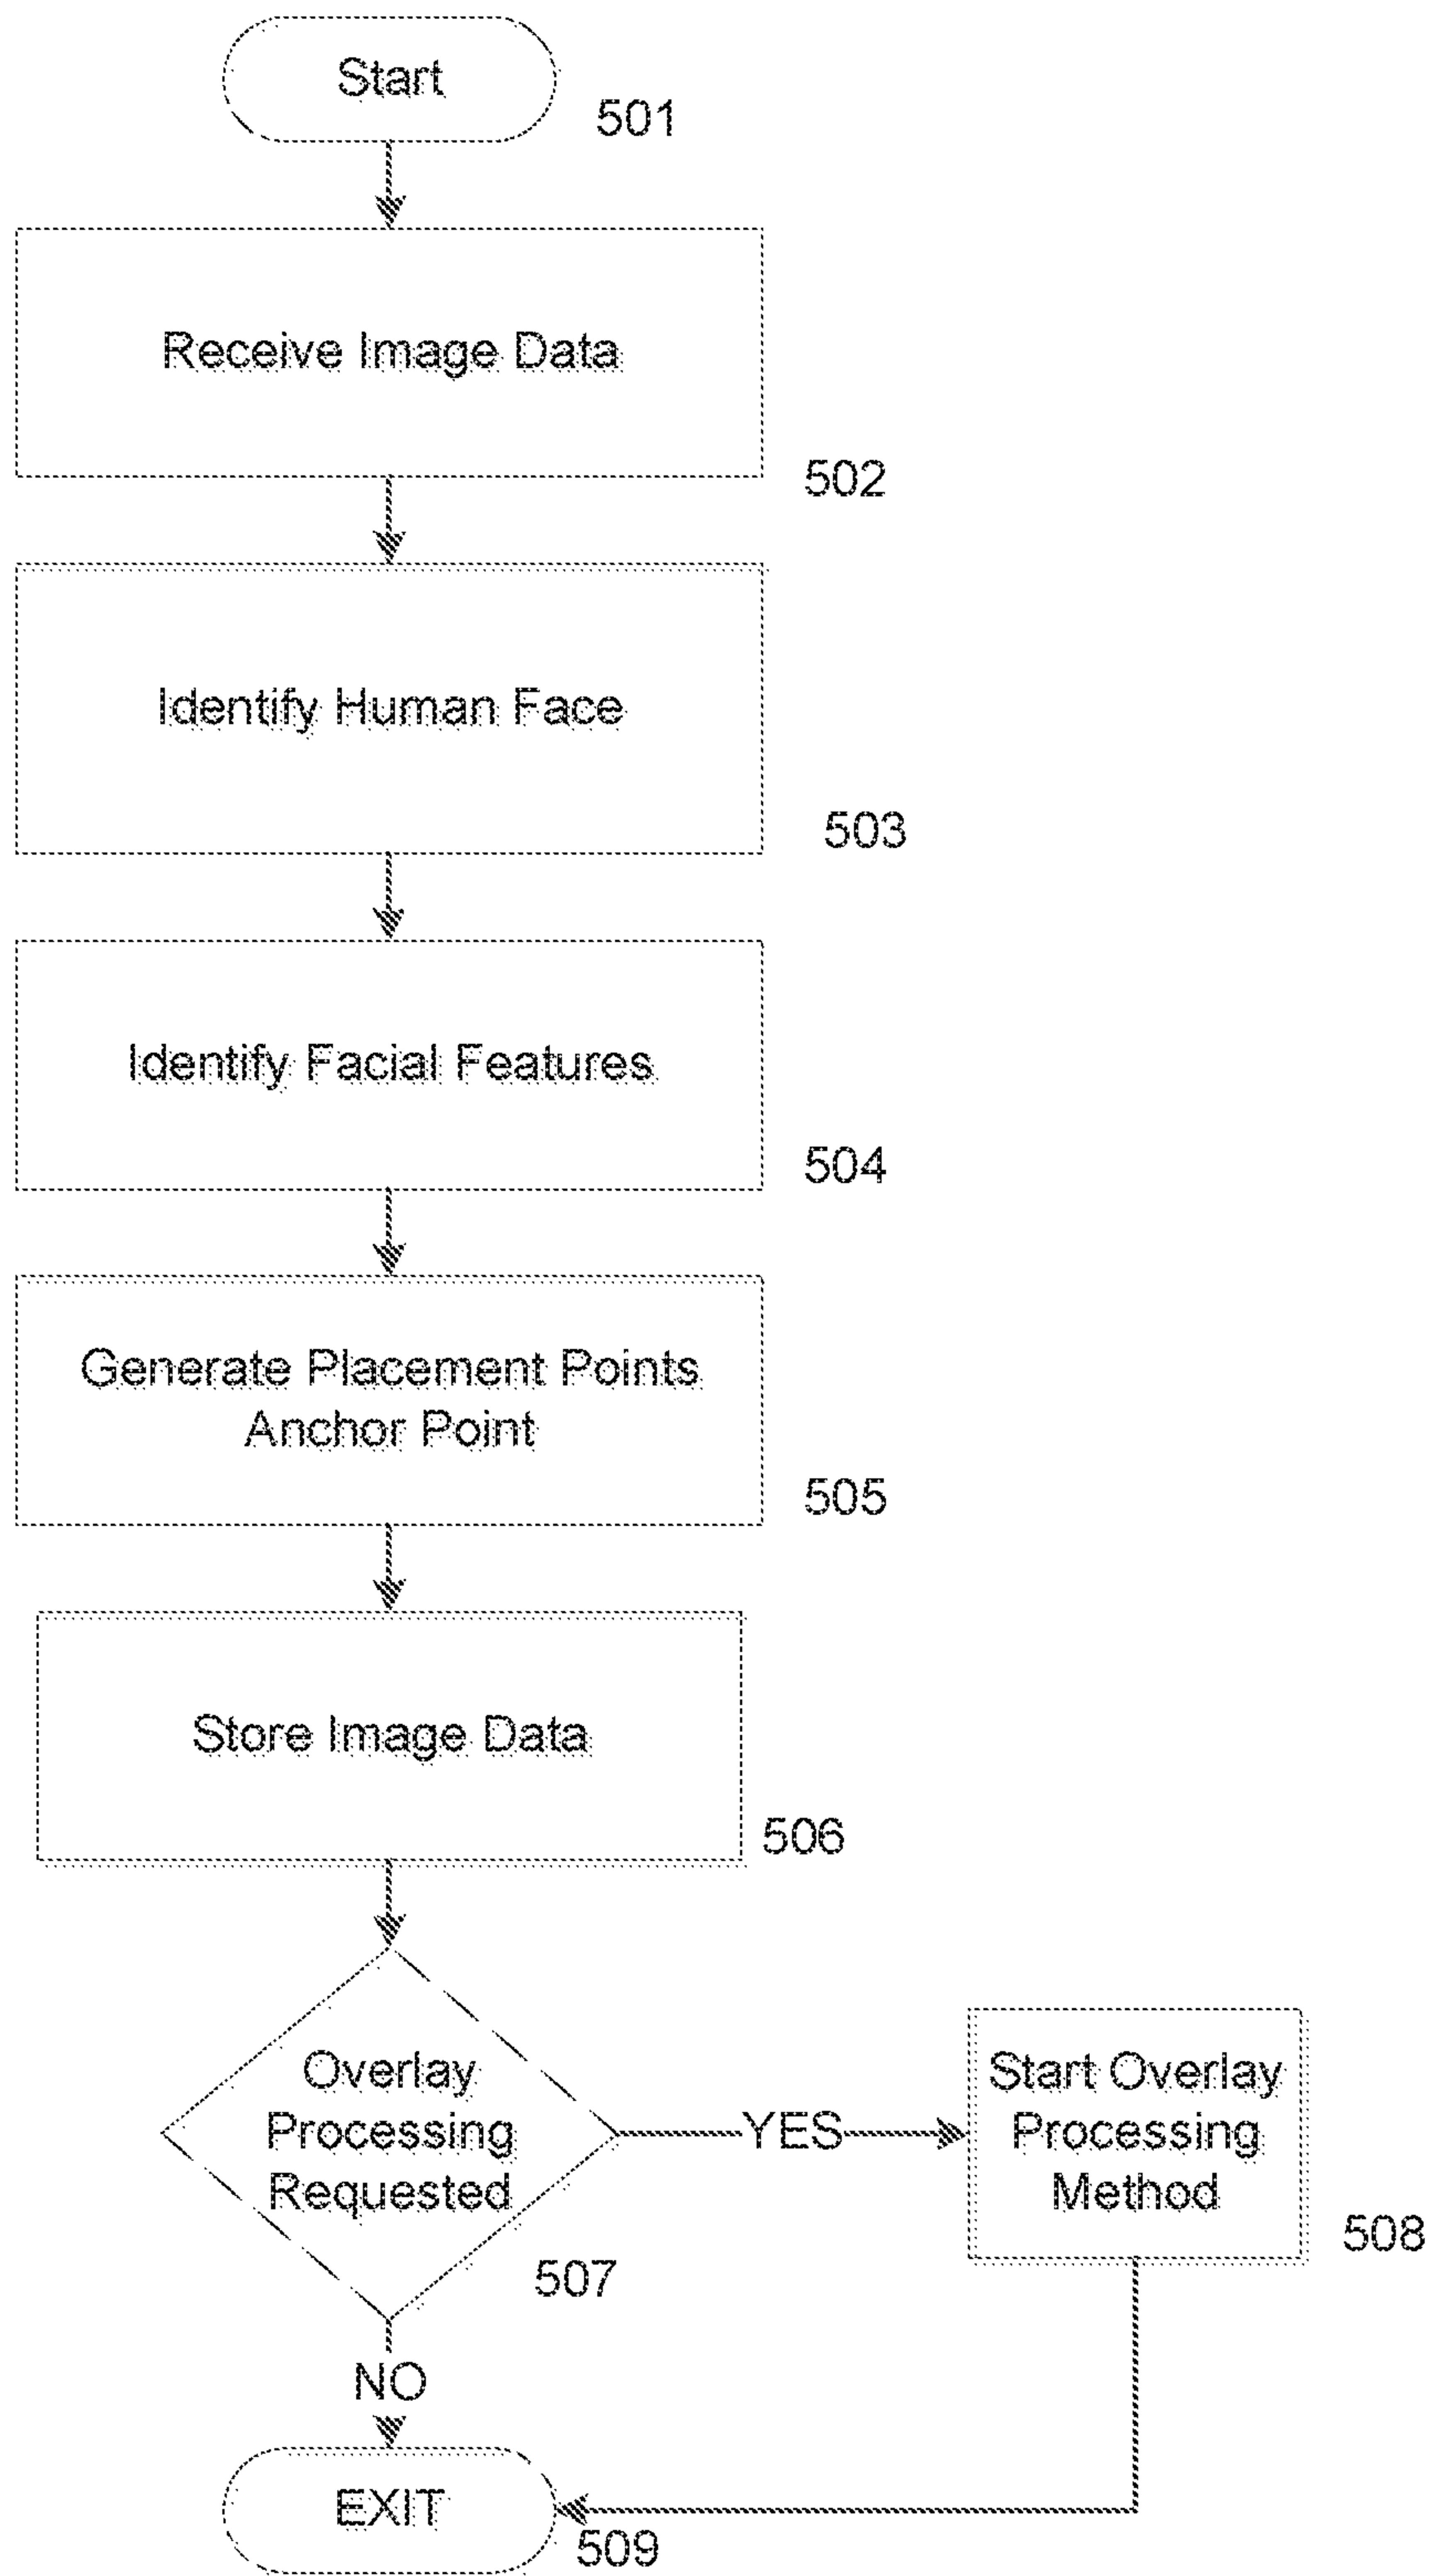 Start
501
Receive Image Data
502
Identify Human Face
503
Identify Facial Features
504
Generate Placement Points
Anchor Point
505
Store Image Data
506
Overlay
Processing
Requested
507
YES
Start Overlay
Processing
Method
508
NO
EXIT
509